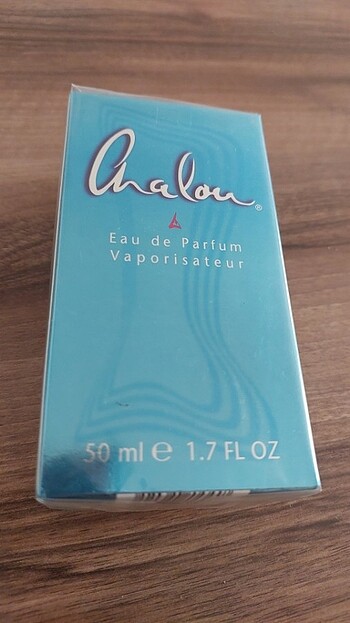 Chalou®
Eau de Parfum
Vaporisateur
50 ml ℮ 1.7 FL OZ